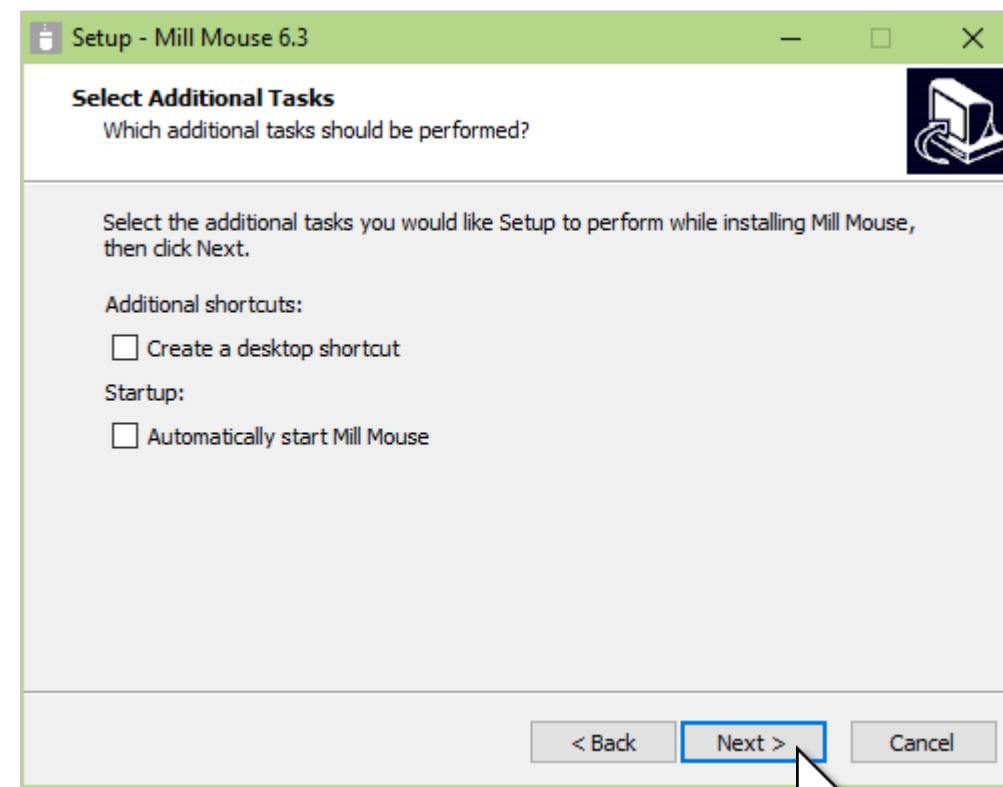 Setup - Mill Mouse 6.3
Select Additional Tasks
Which additional tasks should be performed?
Select the additional tasks you would like Setup to perform while installing Mill Mouse,
then click Next.
Additional shortcuts:
Create a desktop shortcut
Startup:
Automatically start Mill Mouse
< Back Next > Cancel